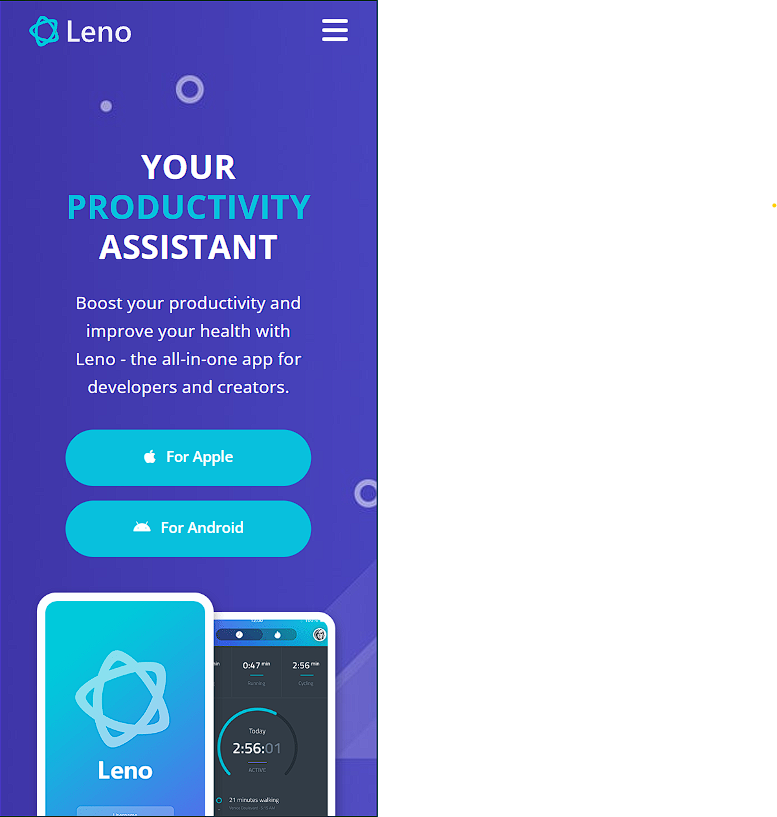 Leno
YOUR
PRODUCTIVITY
ASSISTANT
Boost your productivity and
improve your health with
Leno - the all-in-one app for
developers and creators.
For Apple
For Android
min
0:47 min
2:56 min
Running
Cycling
Today
2:56:01
ACTIVE
21 minutes walking
Leno